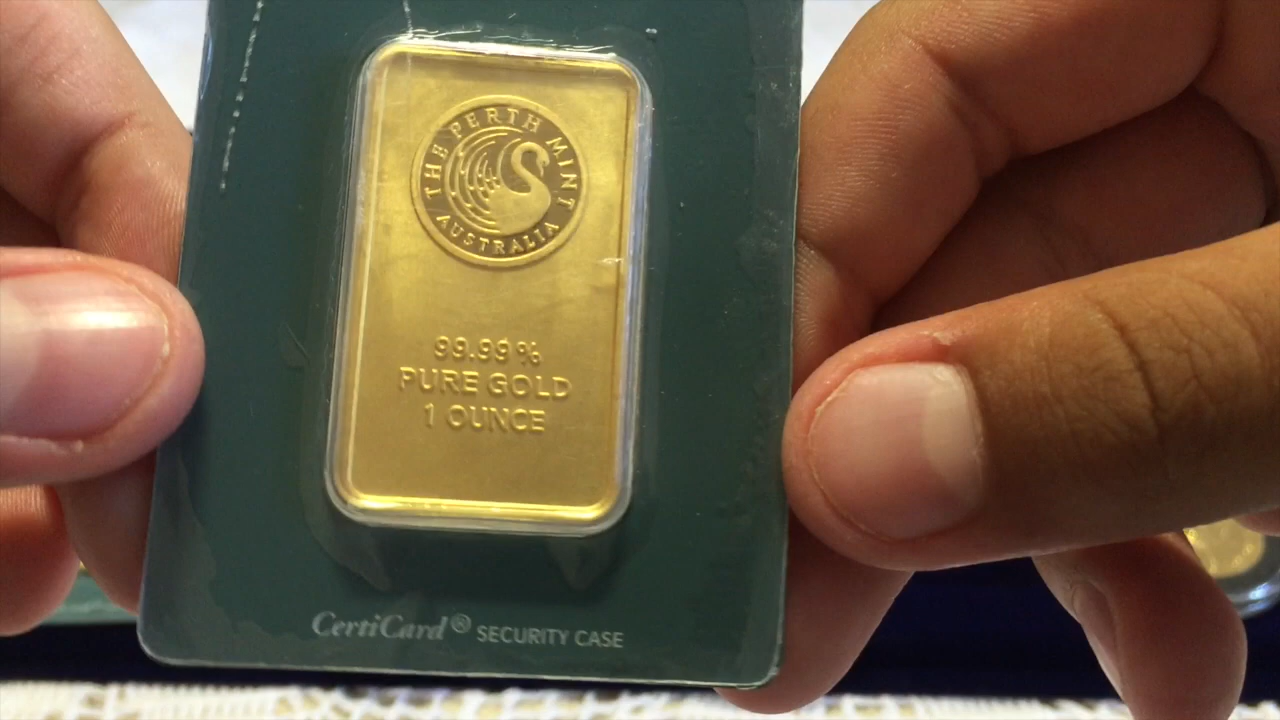 THE PERTH MINT
AUSTRALIA
99.99%
PURE GOLD
1 OUNCE
CertiCard® SECURITY CASE